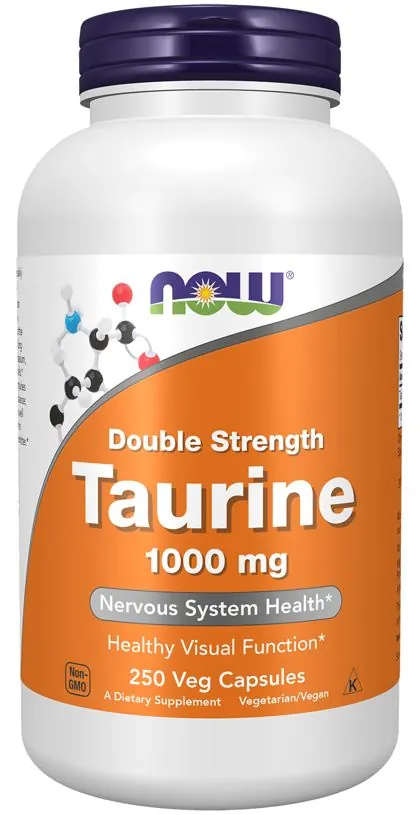 NOW®
Double Strength
Taurine
1000 mg
Nervous System Health*
Healthy Visual Function*
250 Veg Capsules
Non-
GMO
A Dietary Supplement
Vegetarian/Vegan
K